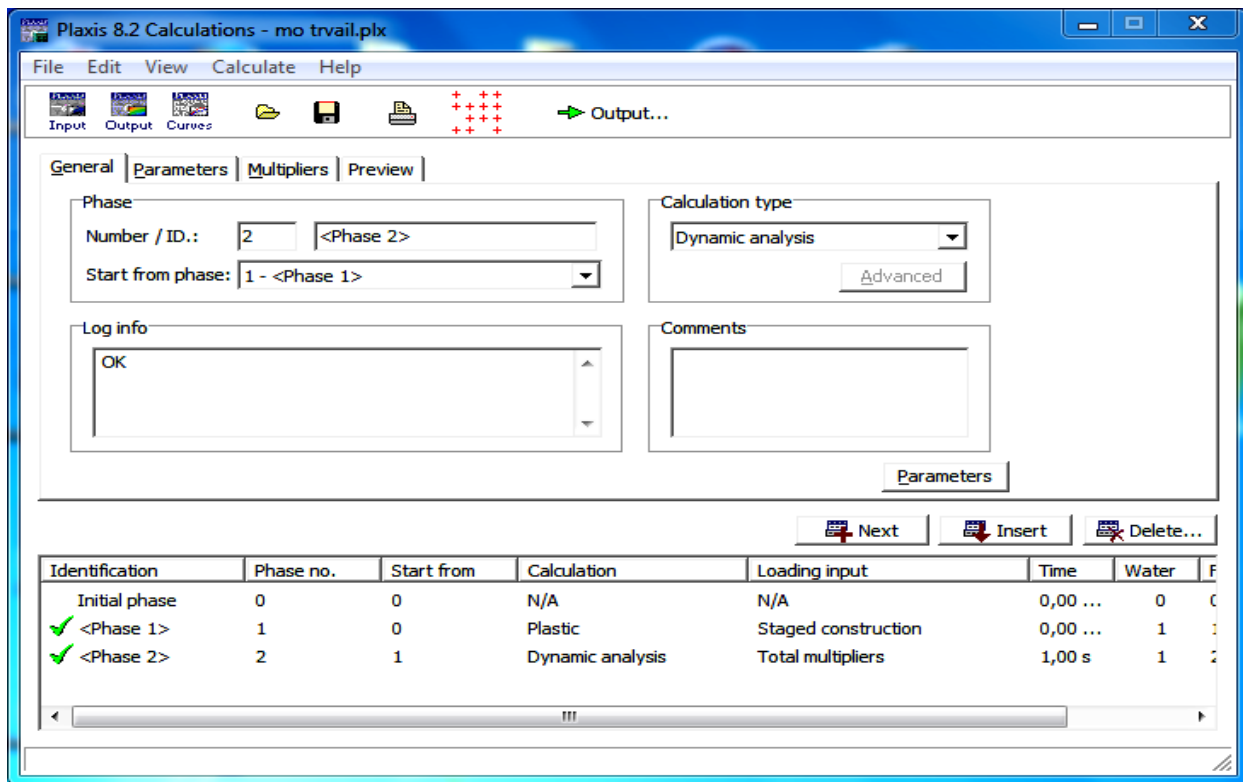 Plaxis 8.2 Calculations - mo trvail.plx
File Edit View Calculate Help
Input Output Curves Output...
General Parameters Multipliers Preview
Phase Calculation type
Number / ID.: 2 <Phase 2> Dynamic analysis
Start from phase: 1 - <Phase 1> Advanced
Log info Comments
OK
Parameters
Next Insert Delete...
Identification Phase no. Start from Calculation Loading input Time Water F
Initial phase 0 0 N/A N/A 0,00 ... 0
<Phase 1> 1 0 Plastic Staged construction 0,00 ... 1
<Phase 2> 2 1 Dynamic analysis Total multipliers 1,00 s 1